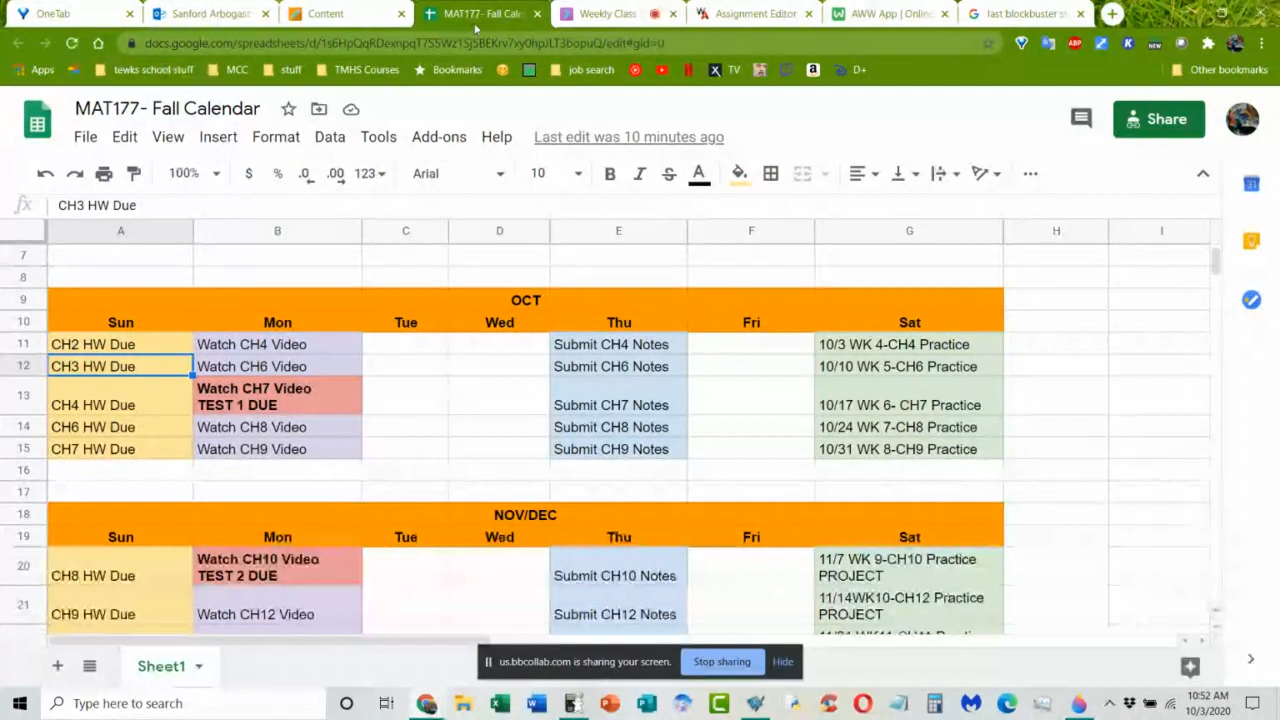 OneTab
Sanford Arbogast
Content
MAT177- Fall Cale
Weekly Class
Assignment Editor
AWW App | Online
last blockbuster s
docs.google.com/spreadsheets/d/
Apps
tewks school stuff
MCC
stuff
TMHS Courses
Bookmarks
job search
TV
D+
Other bookmarks
MAT177- Fall Calendar
File Edit View Insert Format Data Tools Add-ons Help Last edit was 10 minutes ago
Share
100% $ % .0 .00 123 Arial 10
fx CH3 HW Due
A B C D E F G H I
7
8
9 OCT
10 Sun Mon Tue Wed Thu Fri Sat
11 CH2 HW Due Watch CH4 Video Submit CH4 Notes 10/3 WK 4-CH4 Practice
12 CH3 HW Due Watch CH6 Video Submit CH6 Notes 10/10 WK 5-CH6 Practice
Watch CH7 Video
13 CH4 HW Due TEST 1 DUE Submit CH7 Notes 10/17 WK 6- CH7 Practice
14 CH6 HW Due Watch CH8 Video Submit CH8 Notes 10/24 WK 7-CH8 Practice
15 CH7 HW Due Watch CH9 Video Submit CH9 Notes 10/31 WK 8-CH9 Practice
16
17
18 NOV/DEC
19 Sun Mon Tue Wed Thu Fri Sat
Watch CH10 Video 11/7 WK 9-CH10 Practice
20 CH8 HW Due TEST 2 DUE Submit CH10 Notes PROJECT
11/14WK10-CH12 Practice
21 CH9 HW Due Watch CH12 Video Submit CH12 Notes PROJECT
Sheet1
us.bbcollab.com is sharing your screen. Stop sharing Hide
Type here to search
10:52 AM
10/3/2020